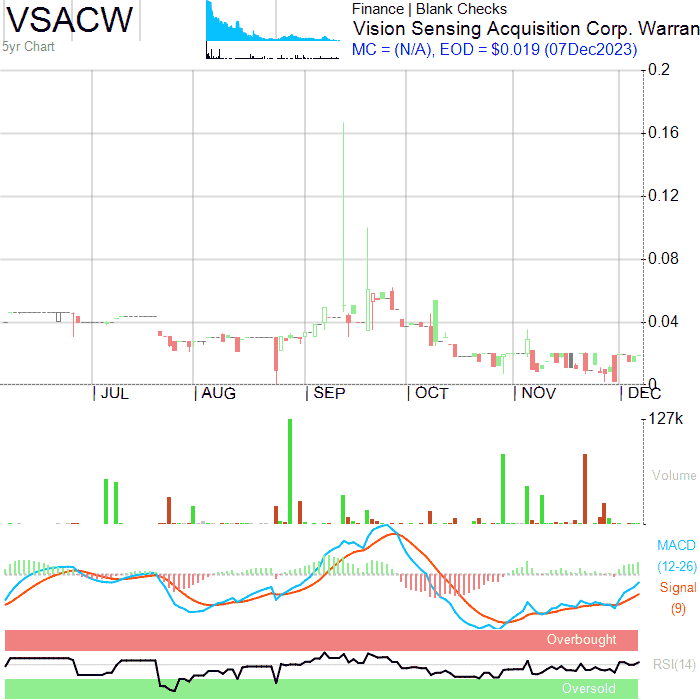 VSACW
5yr Chart
Finance | Blank Checks
Vision Sensing Acquisition Corp. Warran
MC = (N/A), EOD = $0.019 (07Dec2023)
0.2
0.16
0.12
0.08
0.04
0
JUL AUG SEP OCT NOV DEC
127k
Volume
MACD
(12-26)
Signal
(9)
Overbought
RSI(14)
Oversold